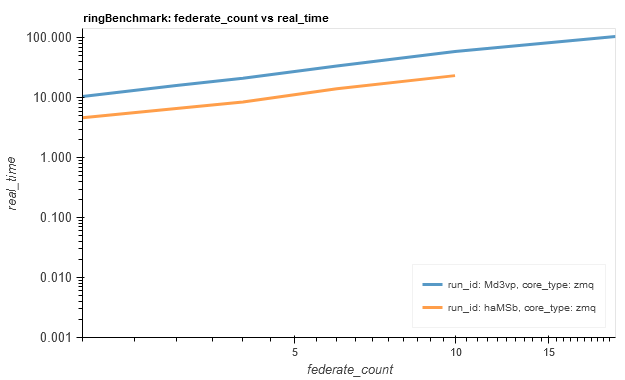 ringBenchmark: federate_count vs real_time
100.000
10.000
1.000
0.100
0.010
0.001
real_time
5
10
15
federate_count
run_id: Md3vp, core_type: zmq
run_id: haMSb, core_type: zmq